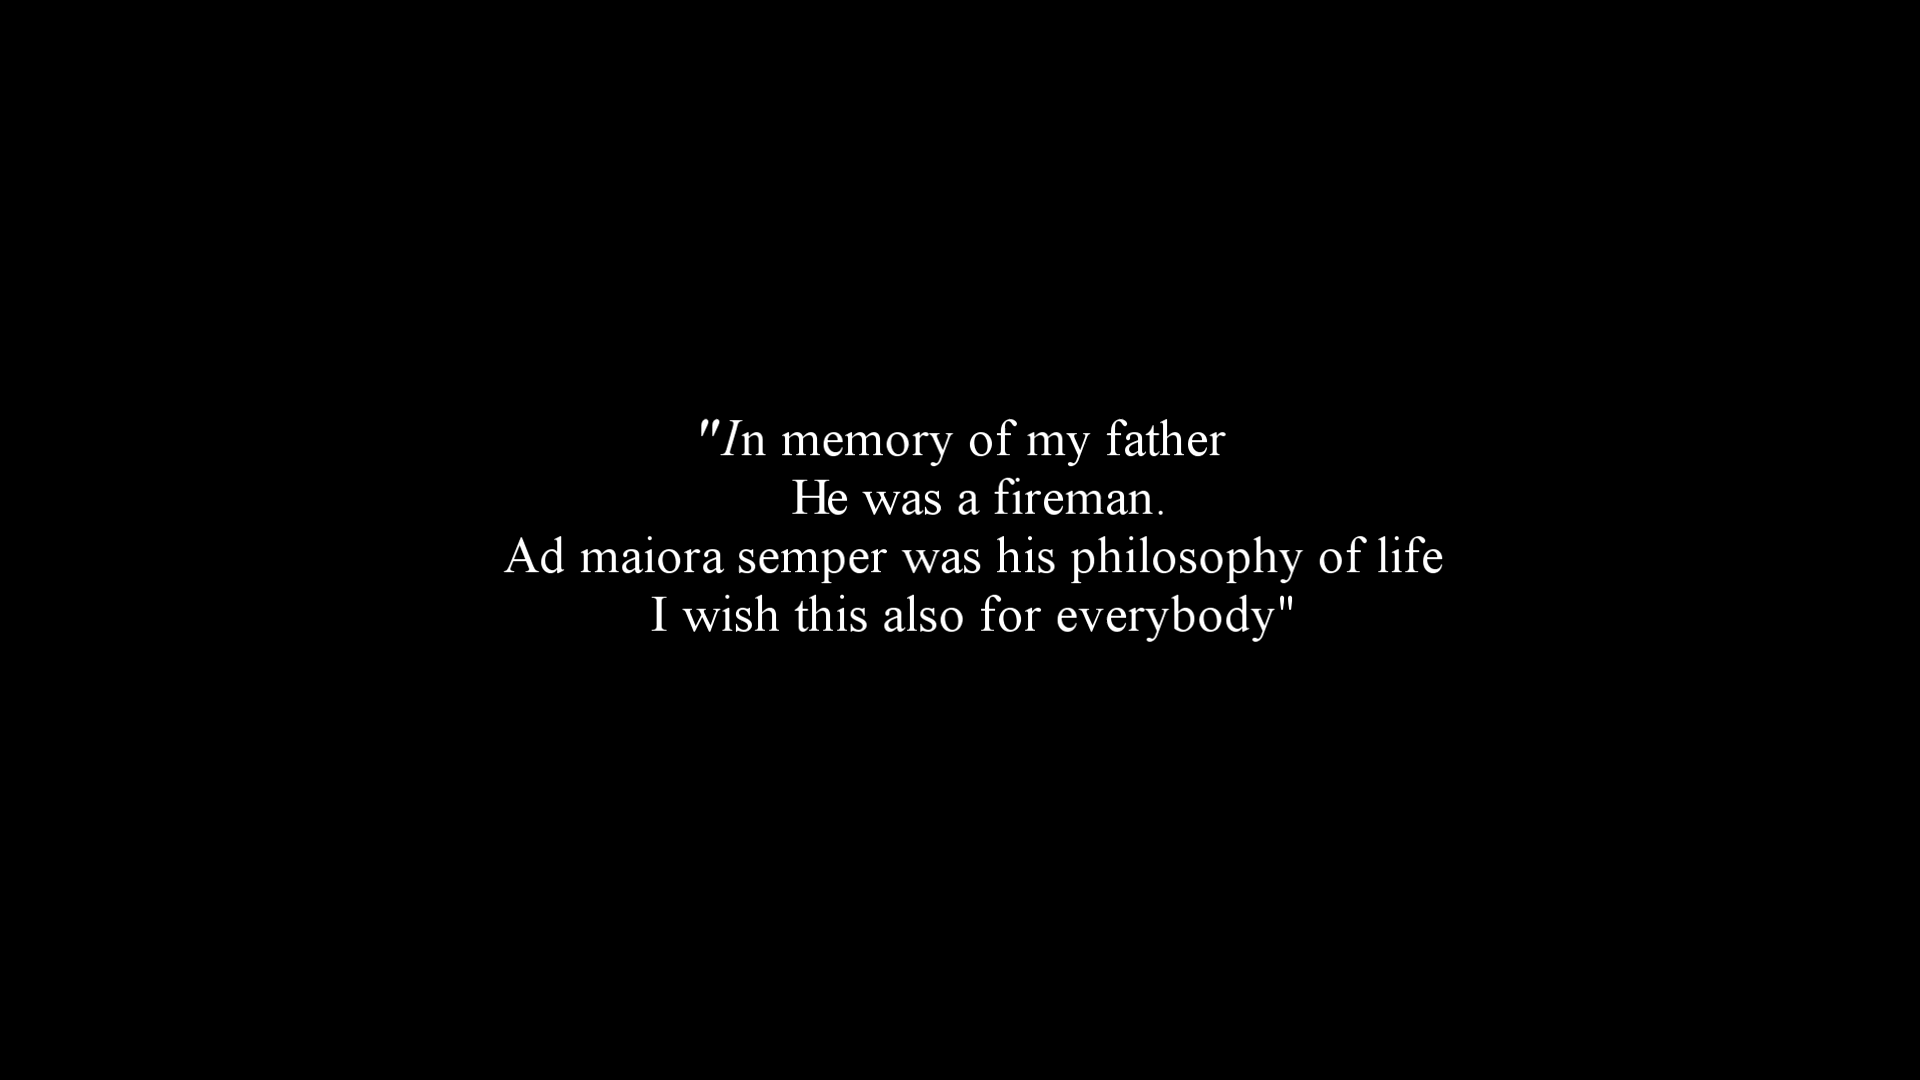 "In memory of my father
He was a fireman.
Ad maiora semper was his philosophy of life
I wish this also for everybody"